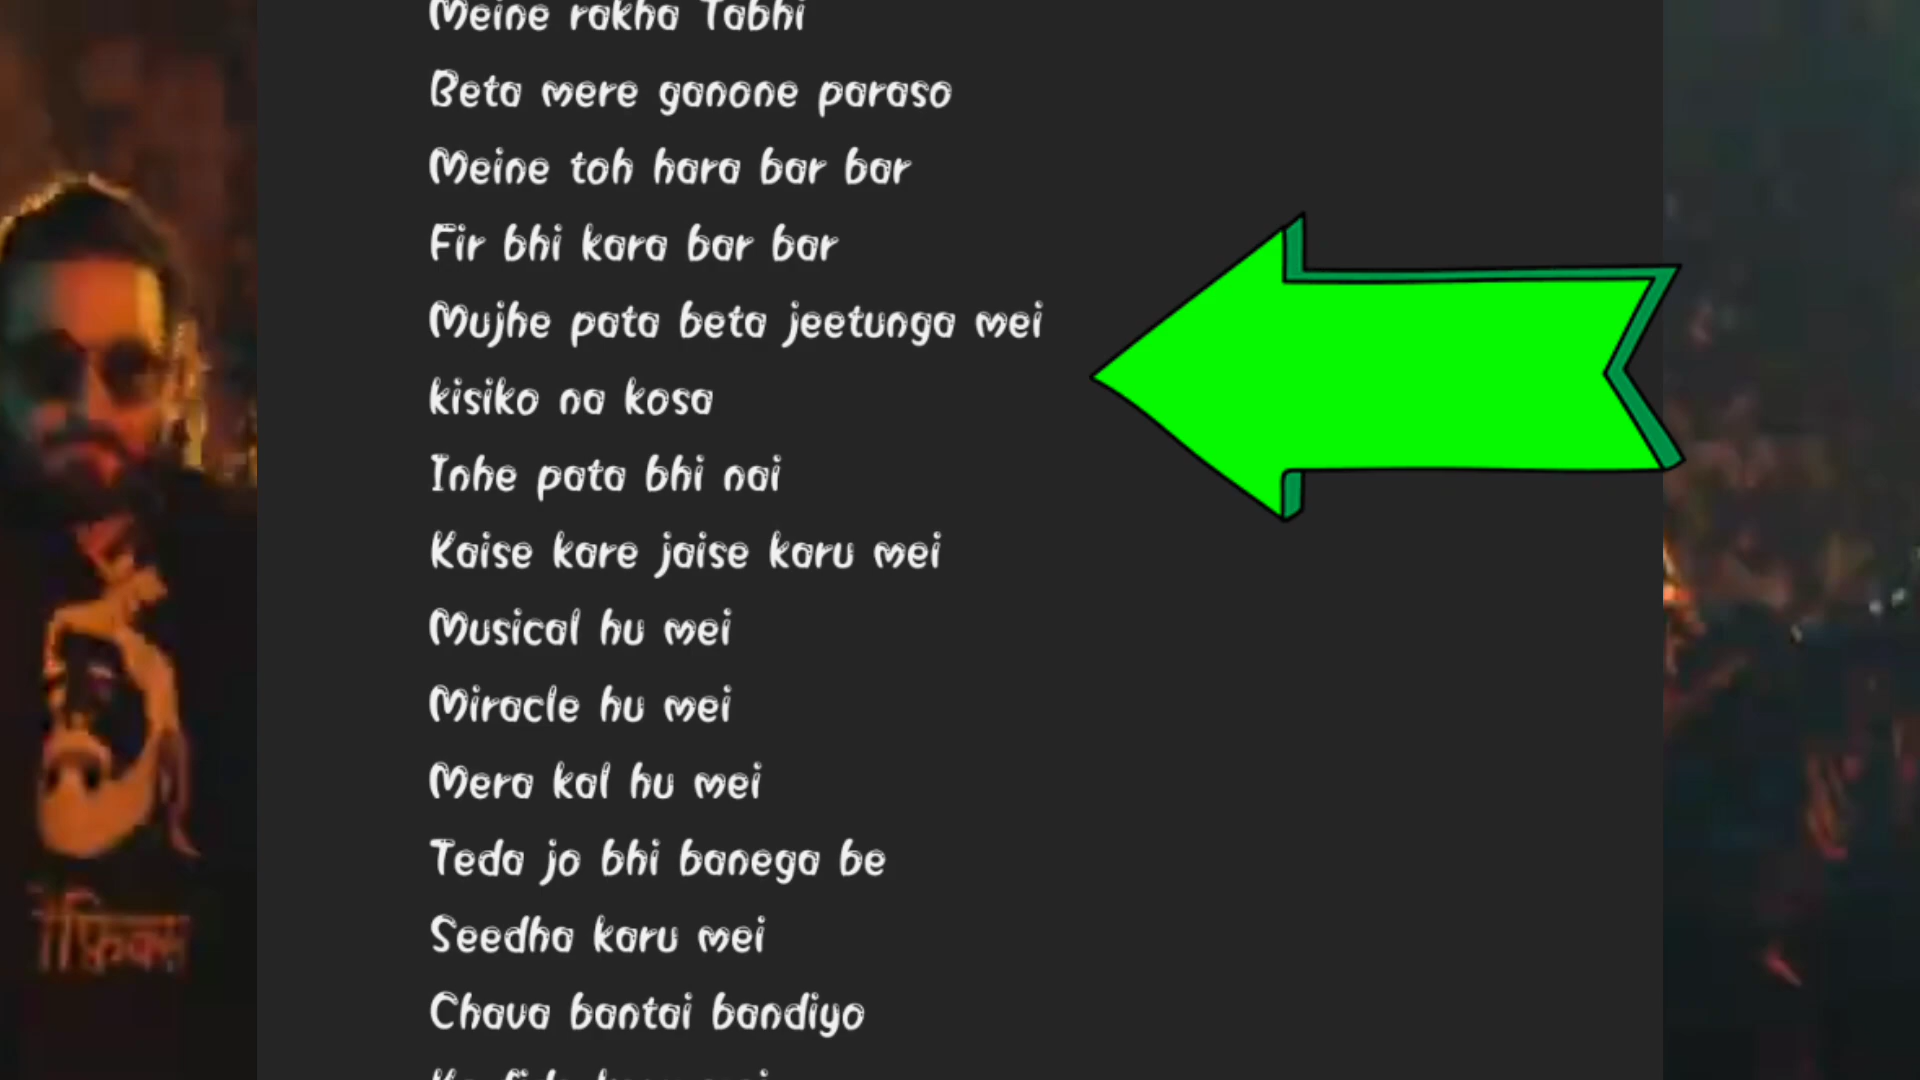 Meine rakha Tabhi
Beta mere ganone paraso
Meine toh hara bar bar
Fir bhi kara bar bar
Mujhe pata beta jeetunga mei
kisiko na kosa
Inhe pata bhi nai
Kaise kare jaise karu mei
Musical hu mei
Miracle hu mei
Mera kal hu mei
Teda jo bhi banega be
Seedha karu mei
Chava bantai bandiyo